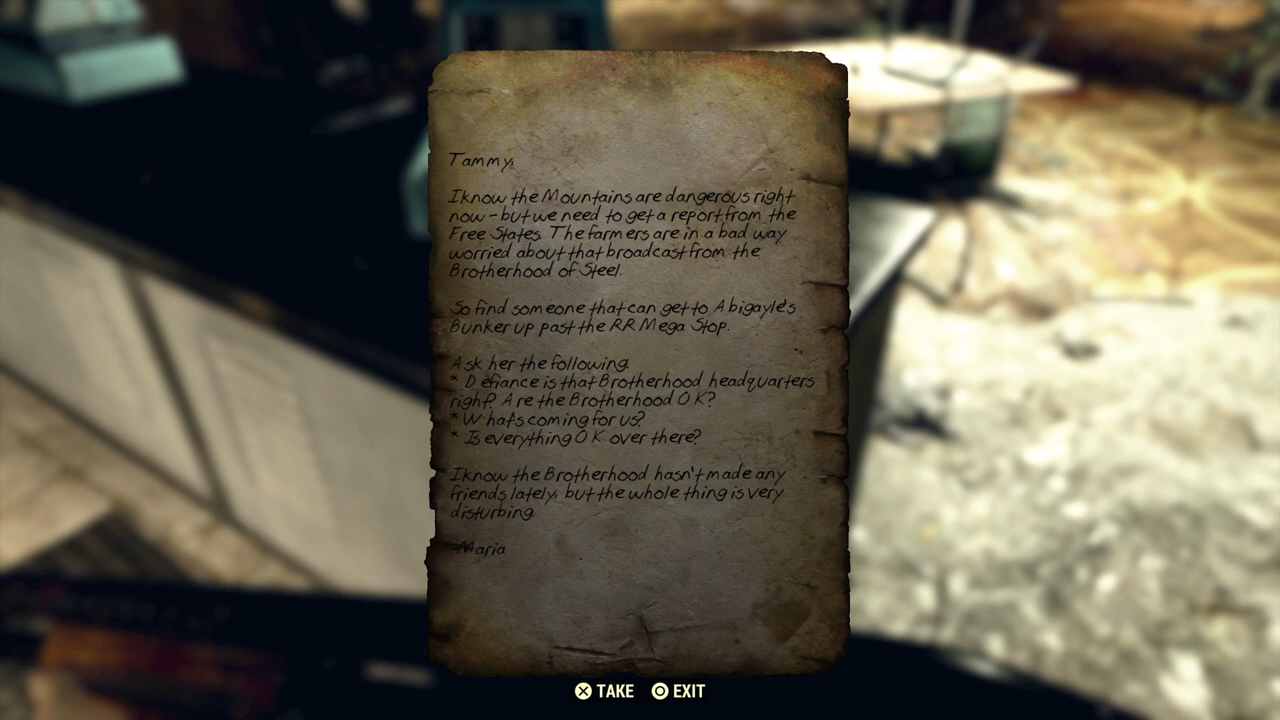 Tammy,
I know the Mountains are dangerous right
now – but we need to get a report from the
Free States. The farmers are in a bad way
worried about that broadcast from the
Brotherhood of Steel.
So find someone that can get to Abigayle's
Bunker up past the RR Mega Stop.
Ask her the following.
* Defiance is that Brotherhood headquarters
right? Are the Brotherhood OK?
* What's coming for us?
* Is everything OK over there?
I know the Brotherhood hasn't made any
friends lately, but the whole thing is very
disturbing.
-Maria
TAKE EXIT